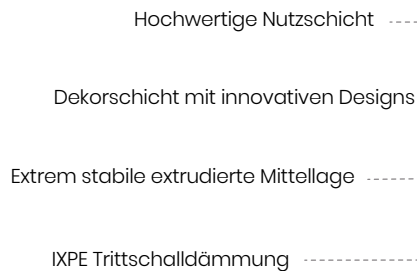 Hochwertige Nutzschicht
Dekorschicht mit innovativen Designs
Extrem stabile extrudierte Mittellage
IXPE Trittschalldämmung